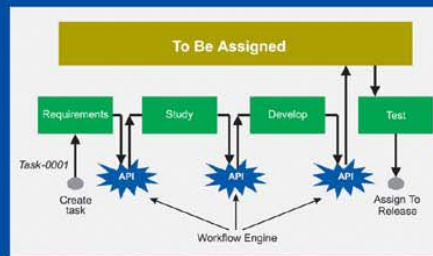 To Be Assigned
Requirements
Study
Develop
Test
Task-0001
API
API
API
Create
task
Assign To
Release
Workflow Engine